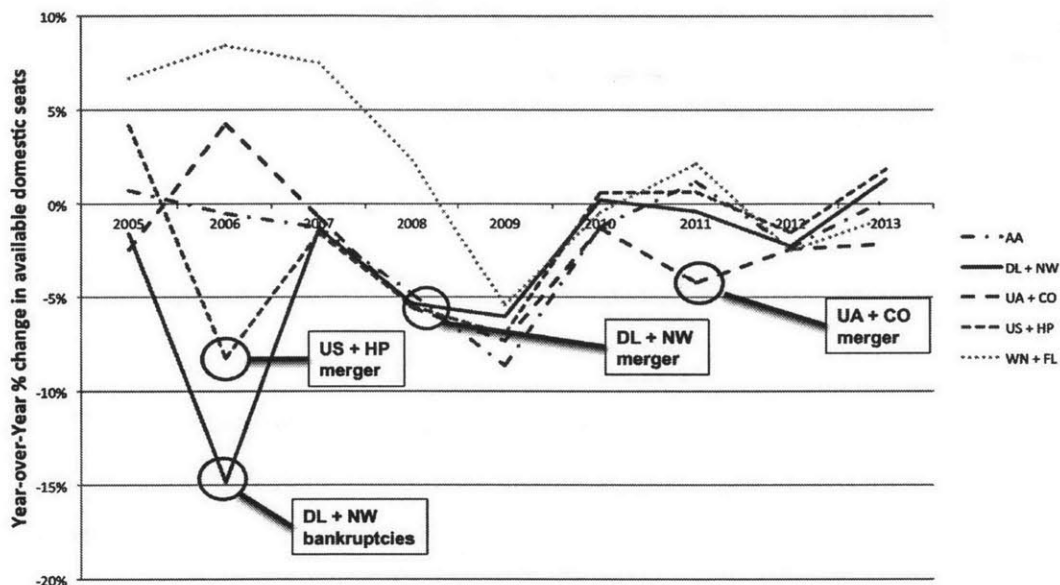 Year-over-Year % change in available domestic seats
10%
5%
0%
-5%
-10%
-15%
-20%
2005 2006 2007 2008 2009 2010 2011 2012 2013
US + HP
merger
DL + NW
merger
UA + CO
merger
DL + NW
bankruptcies
AA
DL + NW
UA + CO
US + HP
WN + FL